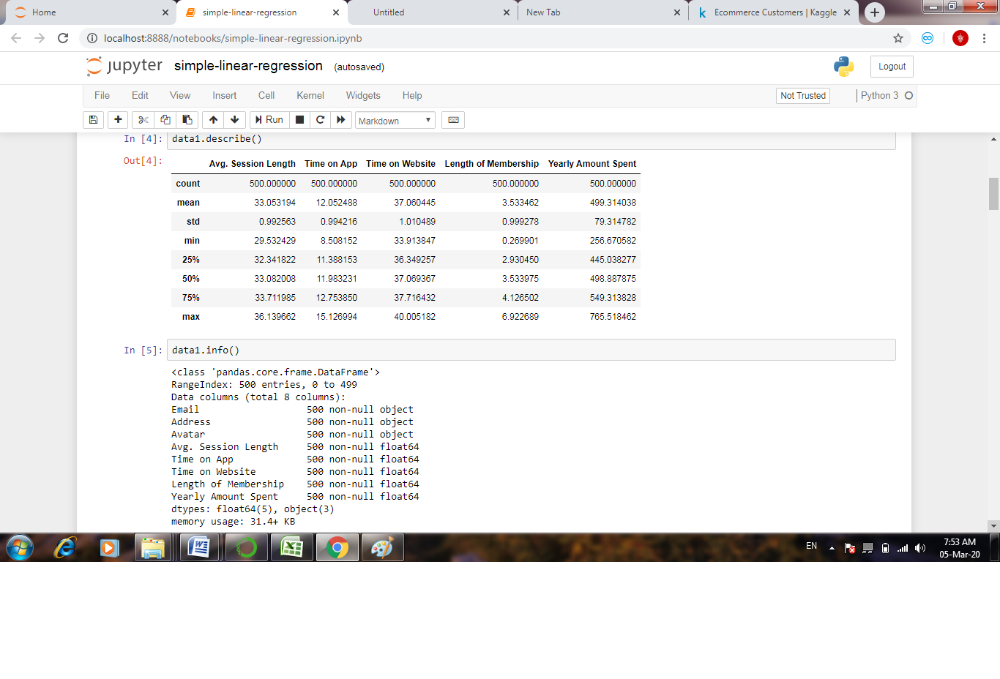 Home
simple-linear-regression
Untitled
New Tab
Ecommerce Customers | Kaggle
localhost:8888/notebooks/simple-linear-regression.ipynb
jupyter simple-linear-regression (autosaved)
Logout
File Edit View Insert Cell Kernel Widgets Help
Not Trusted
Python 3
Run
Markdown
In [4]: data1.describe()
Out[4]:
Avg. Session Length Time on App Time on Website Length of Membership Yearly Amount Spent
count 500.000000 500.000000 500.000000 500.000000 500.000000
mean 33.053194 12.052488 37.060445 3.533462 499.314038
std 0.992563 0.994216 1.010489 0.999278 79.314782
min 29.532429 8.508152 33.913847 0.269901 256.670582
25% 32.341822 11.388153 36.349257 2.930450 445.038277
50% 33.082008 11.983231 37.069367 3.533975 498.887875
75% 33.711985 12.753850 37.716432 4.126502 549.313828
max 36.139662 15.126994 40.005182 6.922689 765.518462
In [5]: data1.info()
<class 'pandas.core.frame.DataFrame'>
RangeIndex: 500 entries, 0 to 499
Data columns (total 8 columns):
Email 500 non-null object
Address 500 non-null object
Avatar 500 non-null object
Avg. Session Length 500 non-null float64
Time on App 500 non-null float64
Time on Website 500 non-null float64
Length of Membership 500 non-null float64
Yearly Amount Spent 500 non-null float64
dtypes: float64(5), object(3)
memory usage: 31.4+ KB
EN
7:53 AM
05-Mar-20